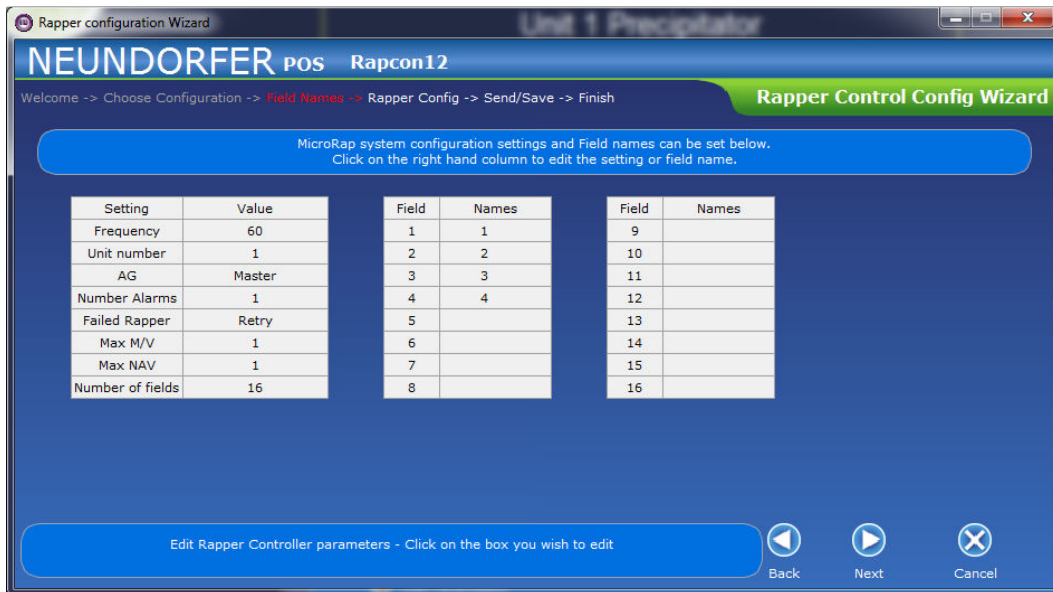 Rapper configuration Wizard
Unit 1 Precipitator
NEUNDORFER POS Rapcon12
Welcome -> Choose Configuration -> Field Names -> Rapper Config -> Send/Save -> Finish
Rapper Control Config Wizard
MicroRap system configuration settings and Field names can be set below.
Click on the right hand column to edit the setting or field name.
Setting Value Field Names Field Names
Frequency 60 1 1 9
Unit number 1 2 2 10
AG Master 3 3 11
Number Alarms 1 4 4 12
Failed Rapper Retry 5 13
Max M/V 1 6 14
Max NAV 1 7 15
Number of fields 16 8 16
Edit Rapper Controller parameters - Click on the box you wish to edit
Back Next Cancel